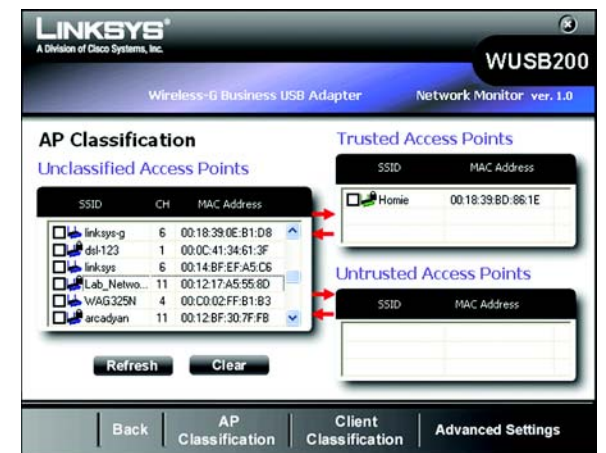 LINKSYS®
A Division of Cisco Systems, Inc.
WUSB200
Wireless-G Business USB Adapter Network Monitor ver. 1.0
AP Classification
Unclassified Access Points
SSID CH MAC Address
linksys-g 6 00:18:39:0E:B1:D8
dsl-123 1 00:0C:41:34:61:3F
linksys 6 00:14:BF:EF:A5:C6
Lab_Netwo... 11 00:12:17:A5:55:8D
WAG325N 4 00:C0:02:FF:B1:B3
arcadyan 11 00:12:BF:30:7F:FB
Refresh Clear
Trusted Access Points
SSID MAC Address
Homie 00:18:39:BD:86:1E
Untrusted Access Points
SSID MAC Address
Back AP Classification Client Classification Advanced Settings